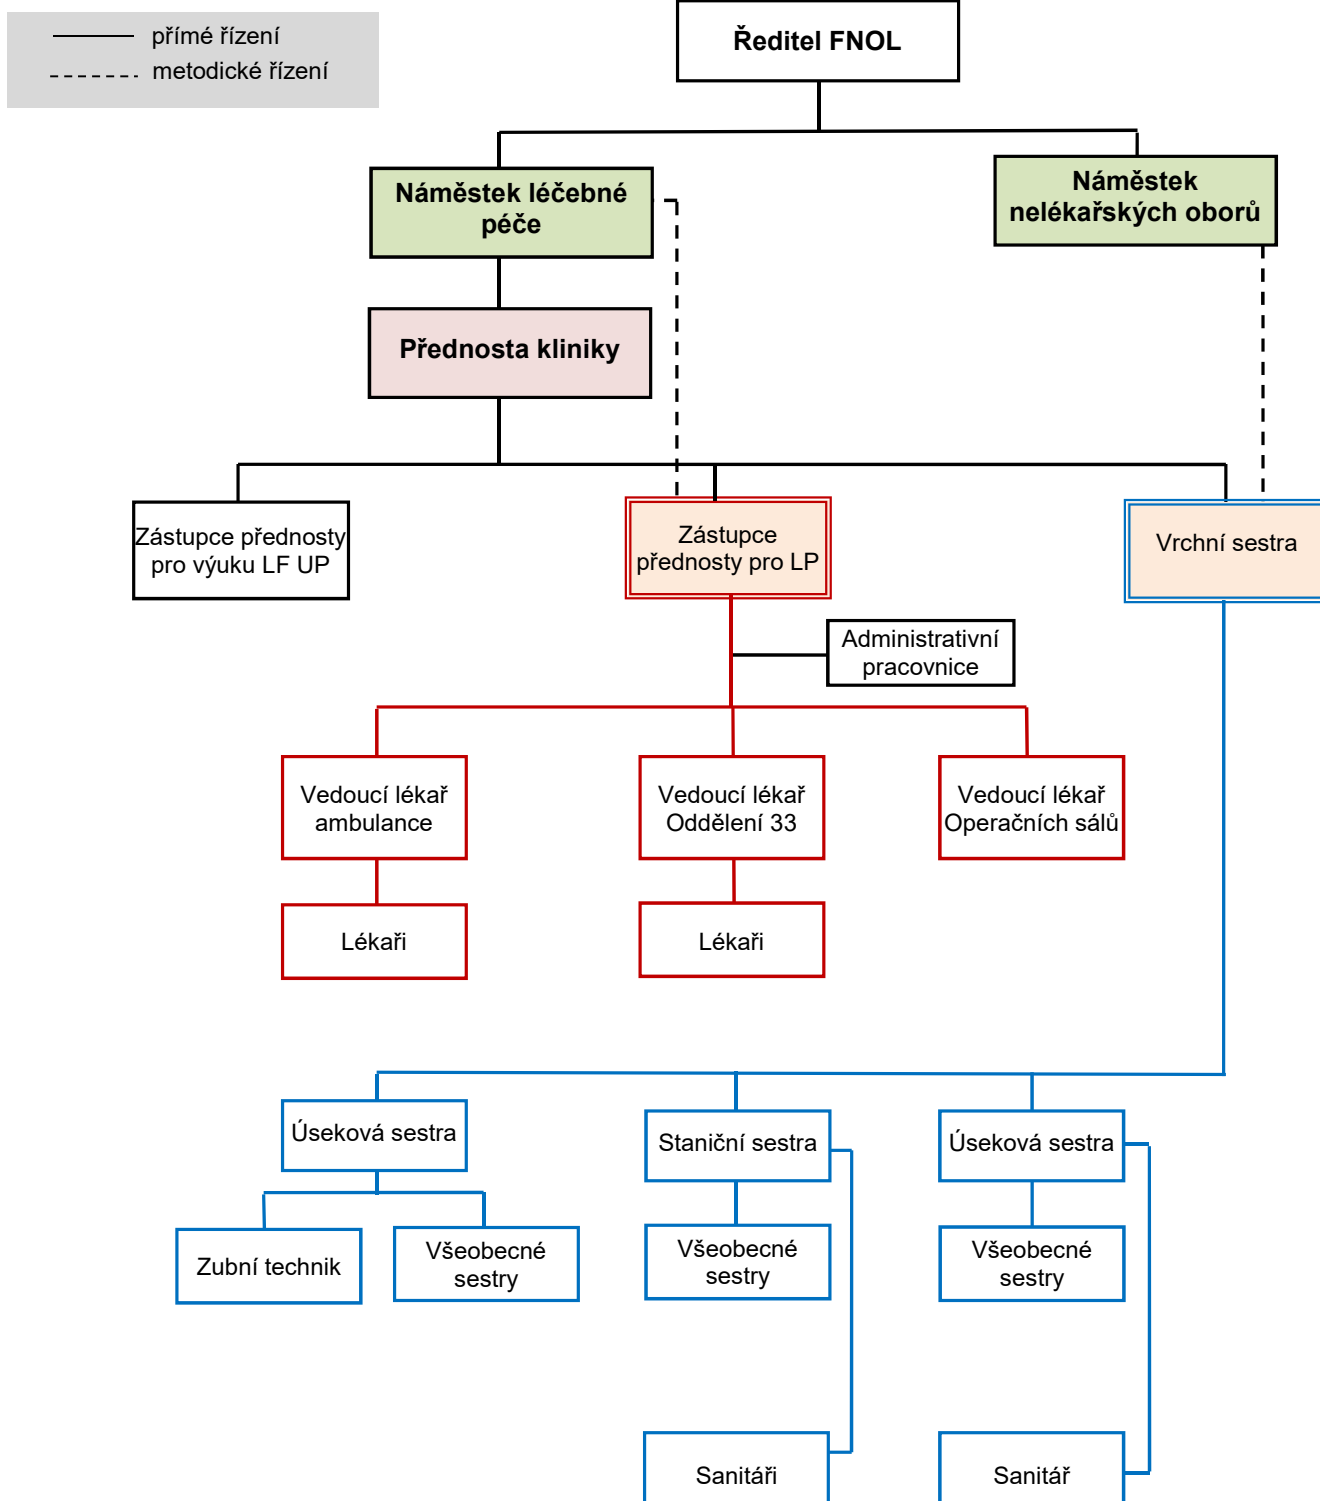 přímé řízení
metodické řízení
Ředitel FNOL
Náměstek léčebné
péče
Náměstek
nelékařských oborů
Přednosta kliniky
Zástupce přednosty
pro výuku LF UP
Zástupce
přednosty pro LP
Vrchní sestra
Administrativní
pracovnice
Vedoucí lékař
ambulance
Vedoucí lékař
Oddělení 33
Vedoucí lékař
Operačních sálů
Lékaři
Lékaři
Úseková sestra
Staniční sestra
Úseková sestra
Zubní technik
Všeobecné
sestry
Všeobecné
sestry
Všeobecné
sestry
Sanitáři
Sanitář